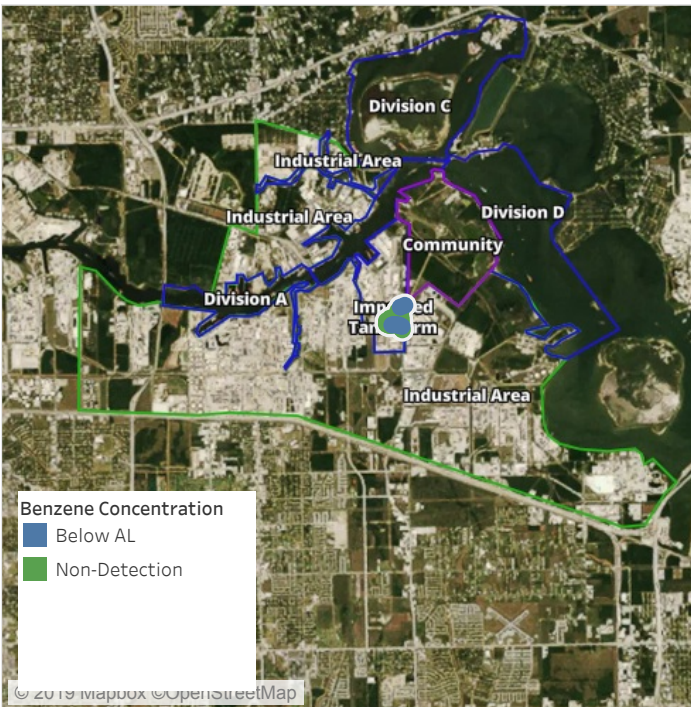 Division C
Industrial Area
Industrial Area
Division D
Community
Division A
Industrial Area
Benzene Concentration
Below AL
Non-Detection
© 2019 Mapbox ©OpenStreetMap